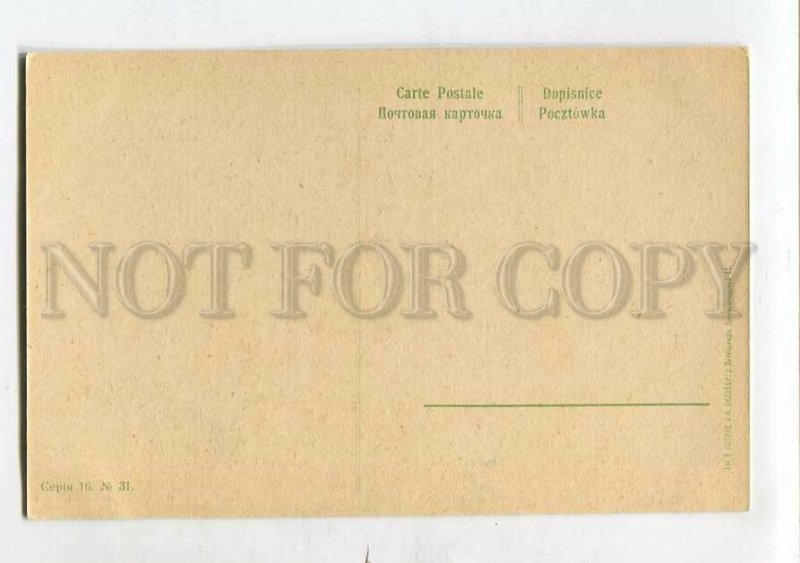 Carte Postale
Почтовая карточка
Dopisnice
Pocztówka
NOT FOR COPY
Серія 16. № 31.